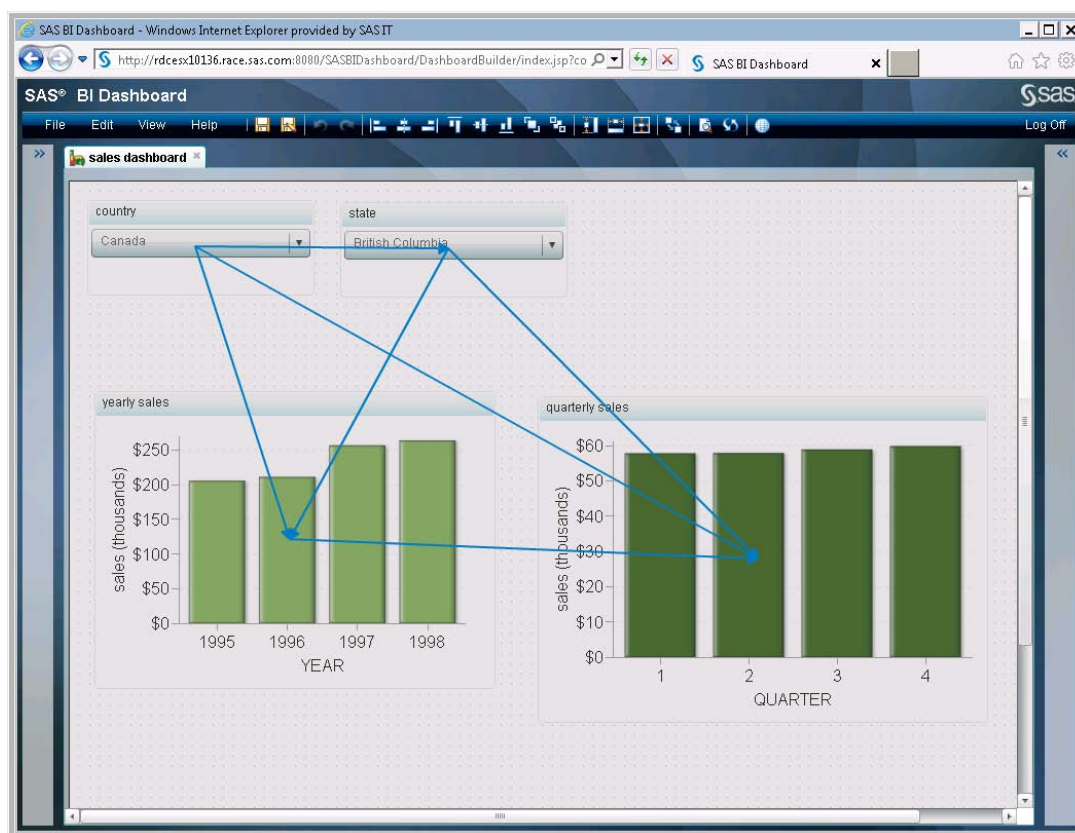 SAS BI Dashboard - Windows Internet Explorer provided by SAS IT
http://rdcesx10136.race.sas.com:8080/SASBIDashboard/DashboardBuilder/index.jsp?co
SAS BI Dashboard
SAS® BI Dashboard
sas
File Edit View Help
Log Off
sales dashboard
country
state
Canada
British Columbia
yearly sales
quarterly sales
$250
$200
$150
$100
$50
$0
sales (thousands)
1995 1996 1997 1998
YEAR
$60
$50
$40
$30
$20
$10
$0
sales (thousands)
1 2 3 4
QUARTER